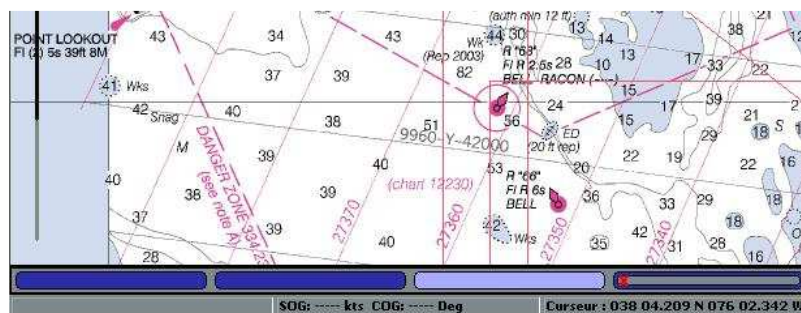 (auth min 12 ft)
POINT LOOKOUT
Fl (2) 5s 39ft 8M
43
34
43
Wk
44
30
13
14
38
21
12
(Rep 2003)
R "68"
Fl R 2.5s
28
10
13
17
33
22
BELL RACON (----)
37
39
82
41
Wks
15
42
Snag
40
38
51
56
24
15
17
39
21
18
S
9960-Y-42000
ED
(20 ft rep)
29
M
39
40
53
20
22
19
22
16
DANGER ZONE 334.23
(see note A)
R "66"
Fl R 6s
BELL
40
38
39
(chart 12230)
36
33
29
18
37
39
27370
40
27360
42
Wks
27350
35
42
27340
31
28
18
16
28
SOG: ----- kts COG: ----- Deg
Curseur : 038 04.209 N 076 02.342 W